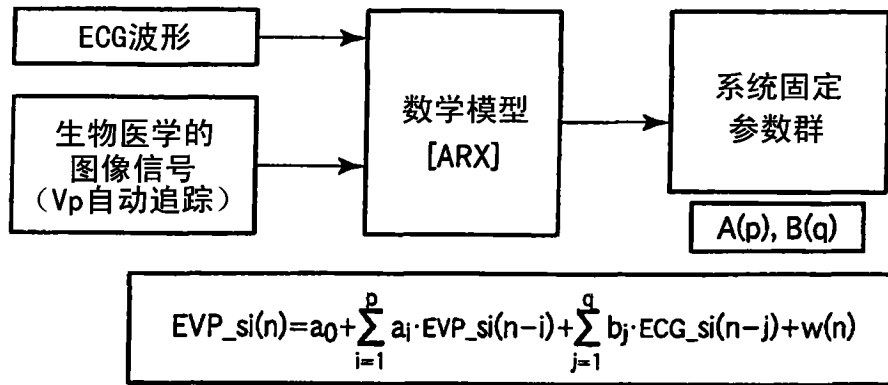 ECG波形
生物医学的
图像信号
（Vp自动追踪）
数学模型
[ARX]
系统固定
参数群
A(p), B(q)
EVP_si(n)=a₀+∑ᵖᵢ₌₁ aᵢ·EVP_si(n-i)+∑q j=1 bⱼ·ECG_si(n-j)+w(n)